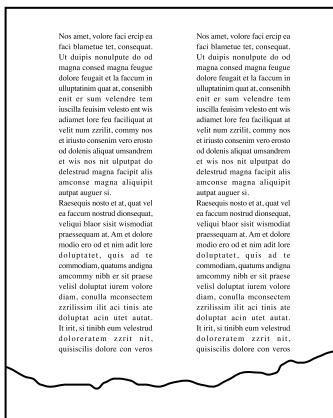 Nos amet, volore faci ercip ea
faci blametue tet, consequat.
Ut duipis nonulpute do od
magna consed magna feugue
dolore feugait et la faccum in
ulluptatinim quat at, consenibh
enit er sum velendre tem
iuscilla feuisim velesto ent wis
adiamet lore feu faciliquat at
velit num zzrilit, commy nos
et iriusto consenim vero erosto
od dolenis aliquat umsandrem
et wis nos nit ulputpat do
delestrud magna facipit alis
amconse magna aliquipit
autpat auguer si.
Raesequis nosto et at, quat vel
ea faccum nostrud dionsequat,
veliqui blaor sisit wismodiat
praessequam at. Am et dolore
modio ero od et nim adit lore
doluptatet, quis ad te
commodiam, quatums andigna
amcommy nibh er sit praese
velisl doluptat iurem volore
diam, conulla mconsectem
zzrilissim ilit aci tinis ate
doluptat acin utet autat.
It irit, si tinibh eum velestrud
doloreratem zzrit nit,
quisiscilis dolore con veros
Nos amet, volore faci ercip ea
faci blametue tet, consequat.
Ut duipis nonulpute do od
magna consed magna feugue
dolore feugait et la faccum in
ulluptatinim quat at, consenibh
enit er sum velendre tem
iuscilla feuisim velesto ent wis
adiamet lore feu faciliquat at
velit num zzrilit, commy nos
et iriusto consenim vero erosto
od dolenis aliquat umsandrem
et wis nos nit ulputpat do
delestrud magna facipit alis
amconse magna aliquipit
autpat auguer si.
Raesequis nosto et at, quat vel
ea faccum nostrud dionsequat,
veliqui blaor sisit wismodiat
praessequam at. Am et dolore
modio ero od et nim adit lore
doluptatet, quis ad te
commodiam, quatums andigna
amcommy nibh er sit praese
velisl doluptat iurem volore
diam, conulla mconsectem
zzrilissim ilit aci tinis ate
doluptat acin utet autat.
It irit, si tinibh eum velestrud
doloreratem zzrit nit,
quisiscilis dolore con veros